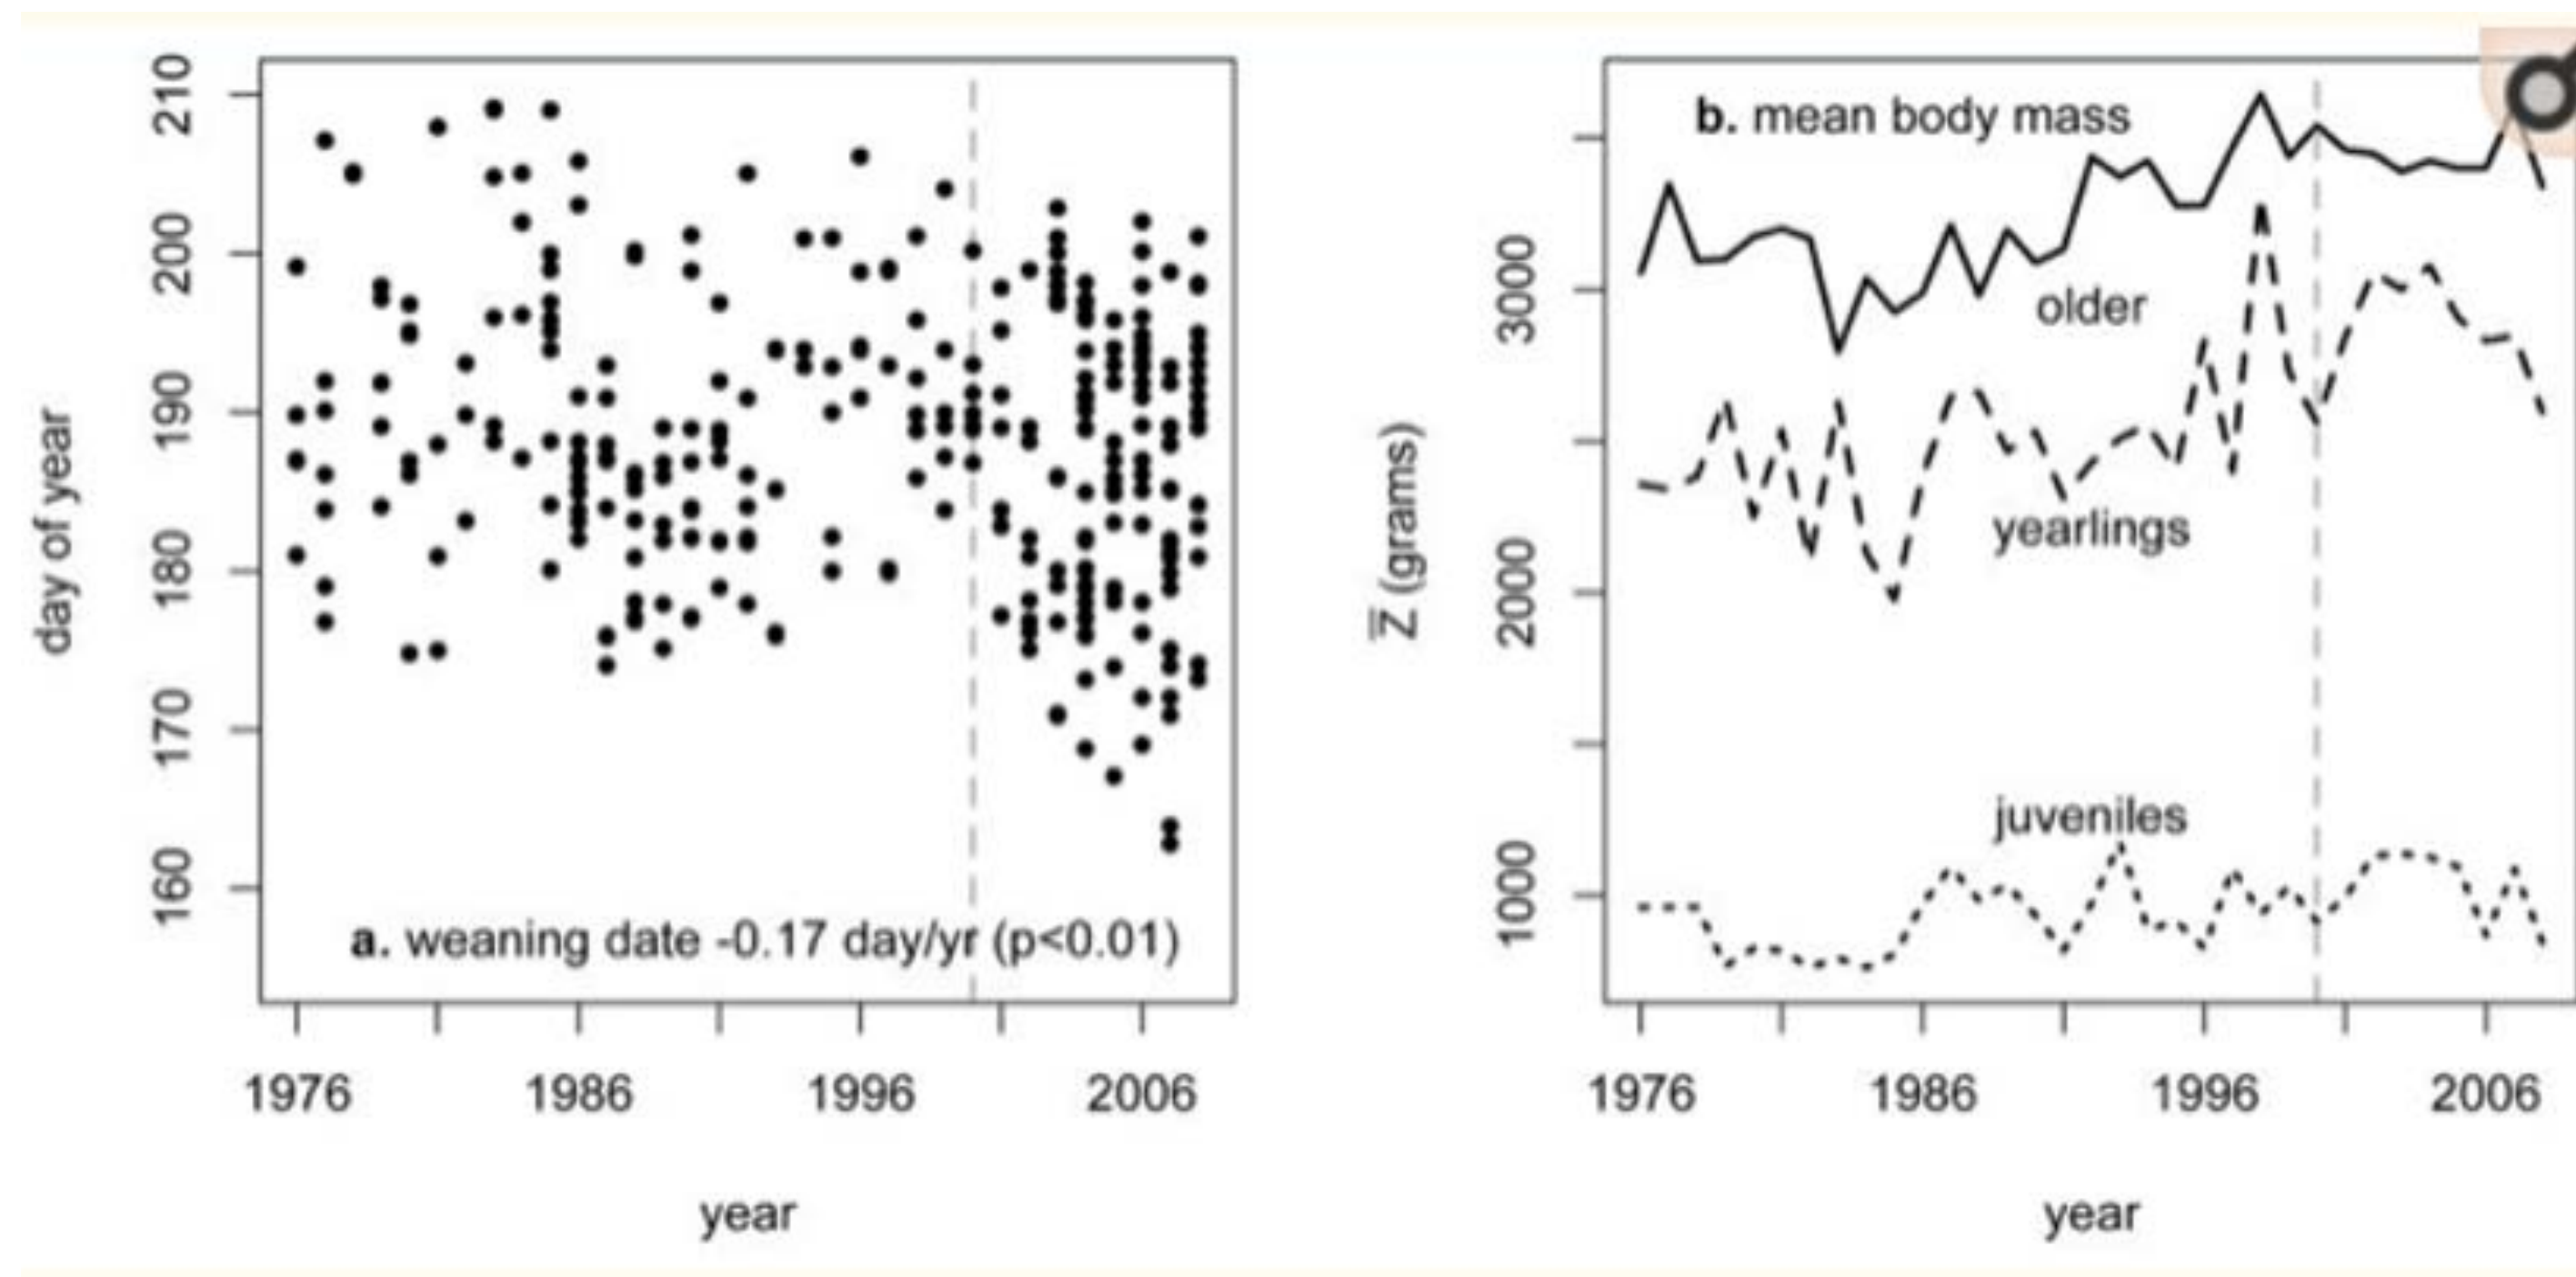 210
200
190
180
170
160
day of year
a. weaning date -0.17 day/yr (p<0.01)
1976 1986 1996 2006
year
b. mean body mass
older
yearlings
juveniles
3000
2000
1000
Z̿ (grams)
1976 1986 1996 2006
year